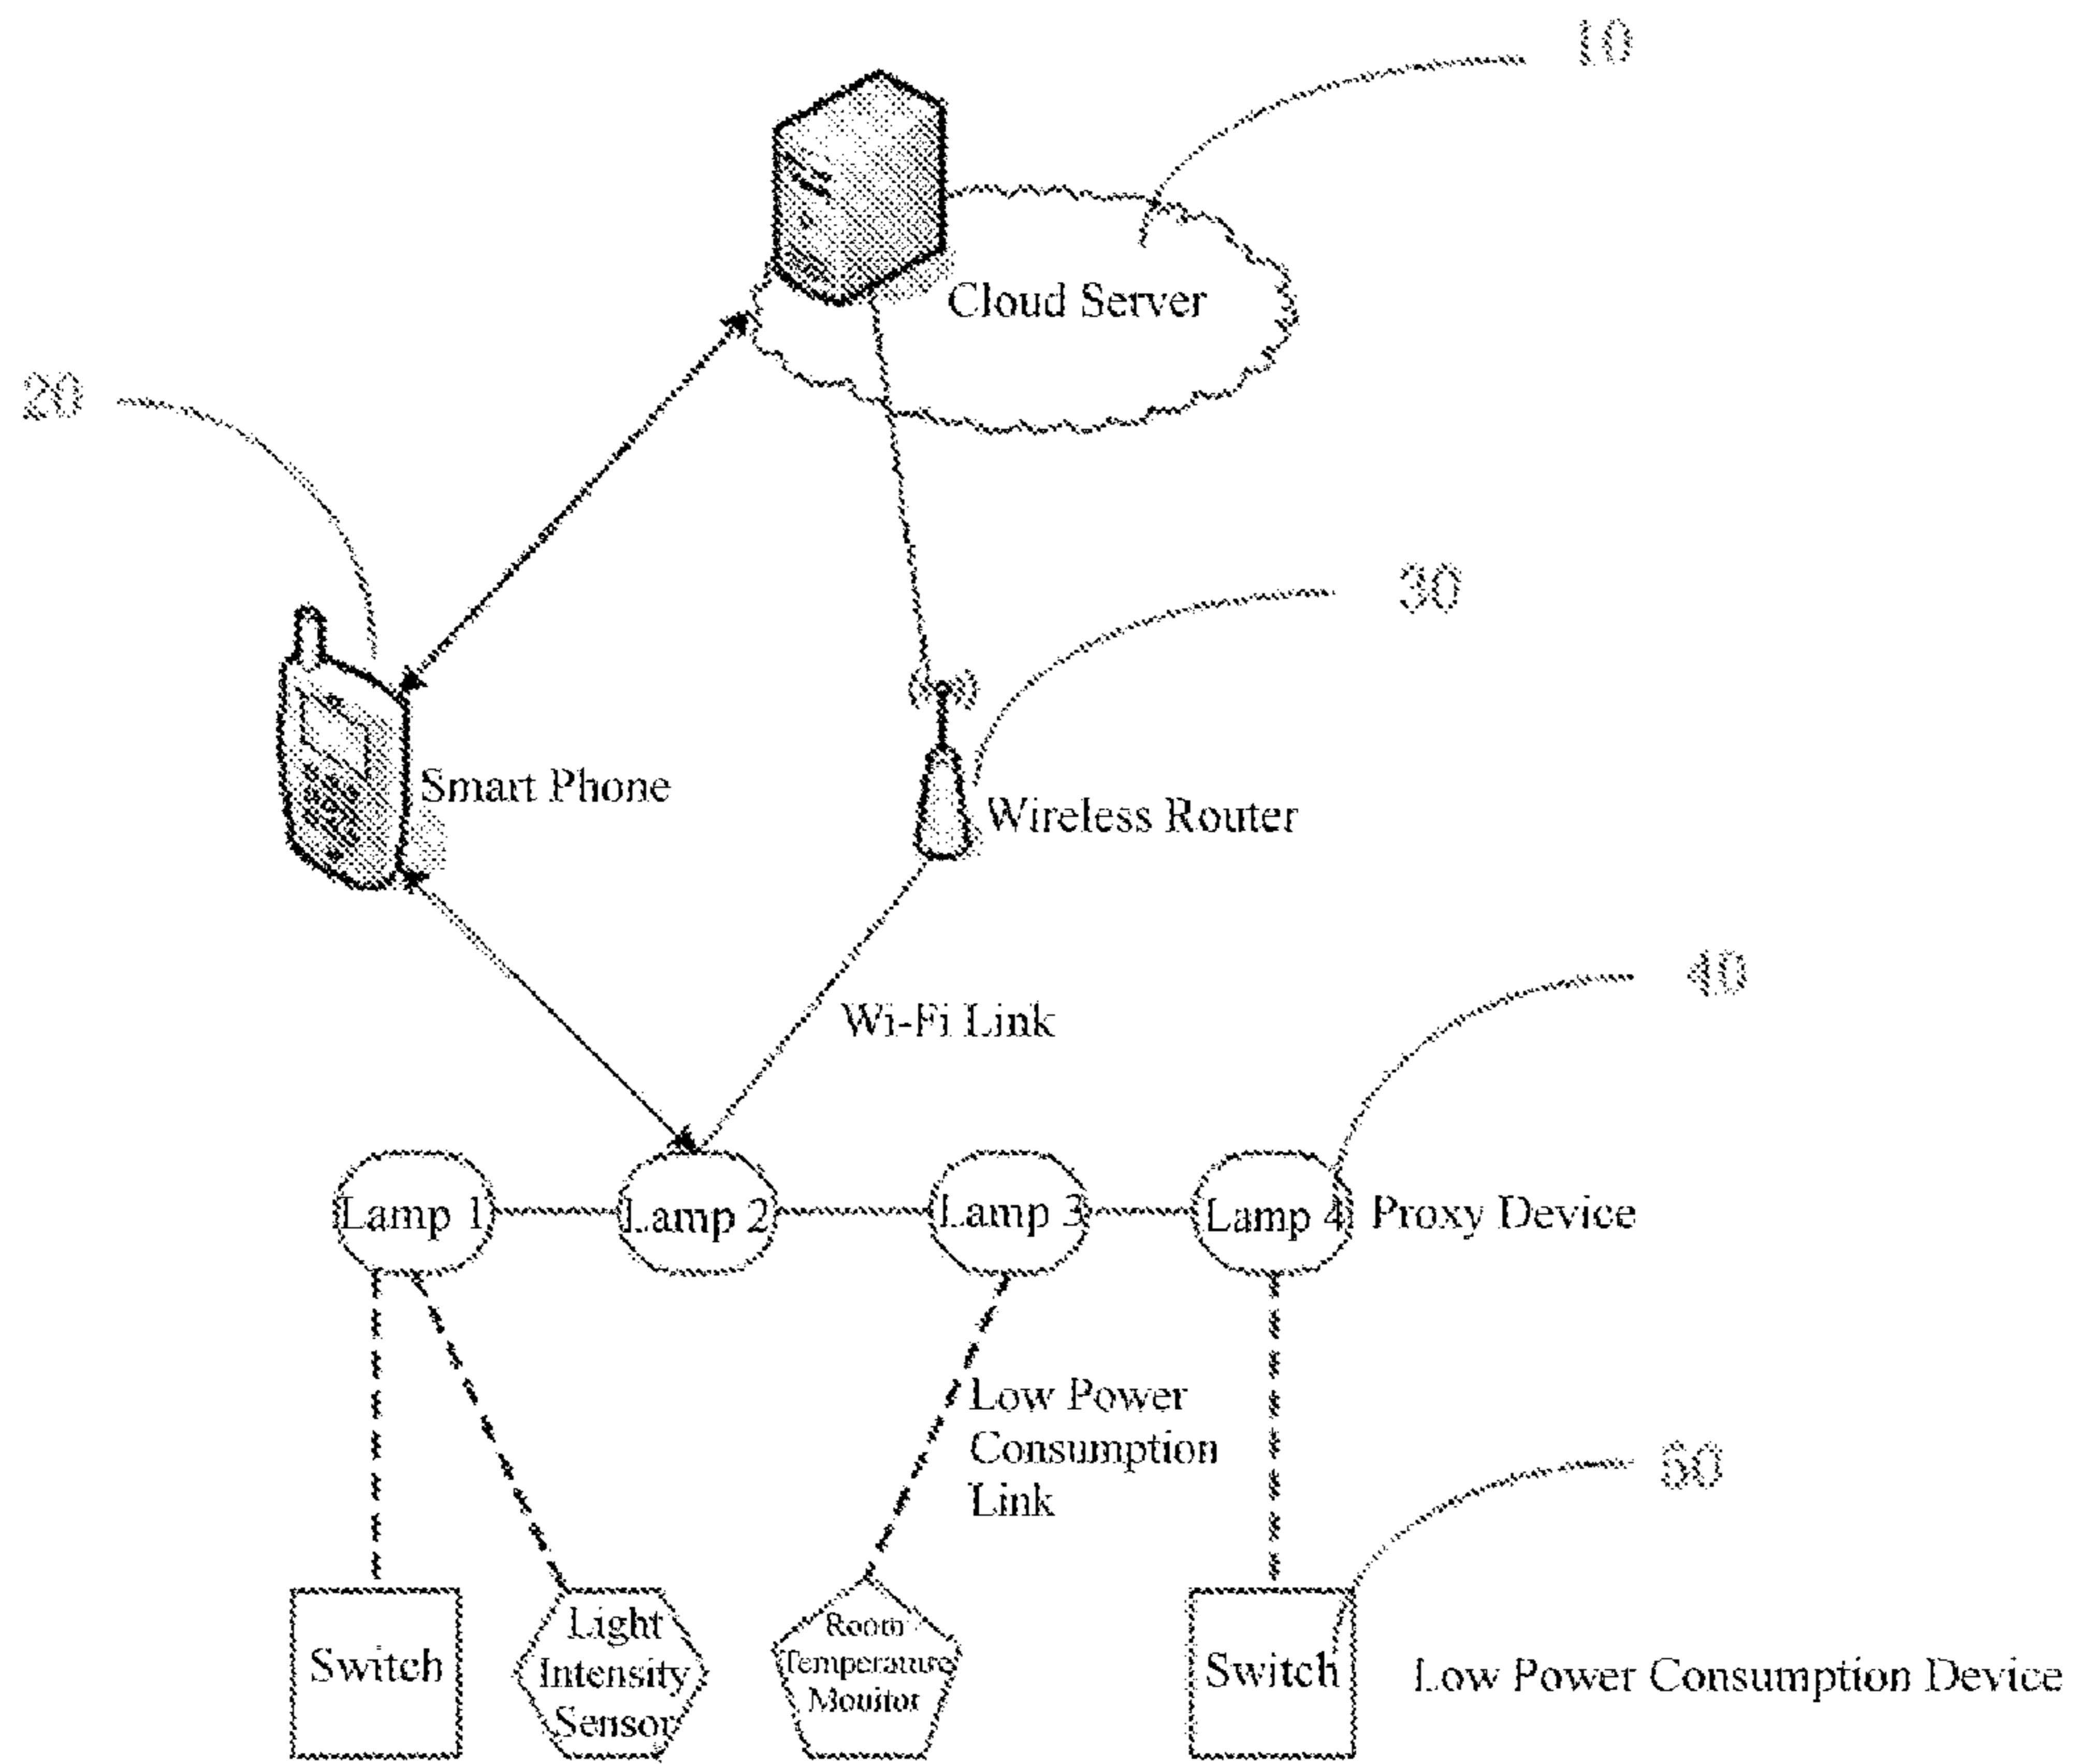 10
Cloud Server
20
30
Smart Phone
Wireless Router
40
Wi-Fi Link
Lamp 1
Lamp 2
Lamp 3
Lamp 4
Proxy Device
Low Power
Consumption
Link
50
Switch
Light
Intensity
Sensor
Room
Temperature
Monitor
Switch
Low Power Consumption Device